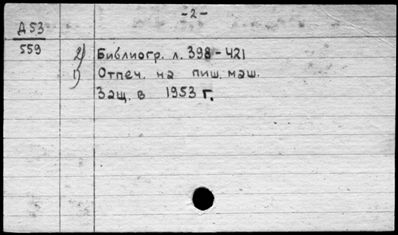 -2-
Д53
559
2) Библиогр. л. 398-421
1) Отпеч. на пиш. маш.
Защ. в 1953 г.